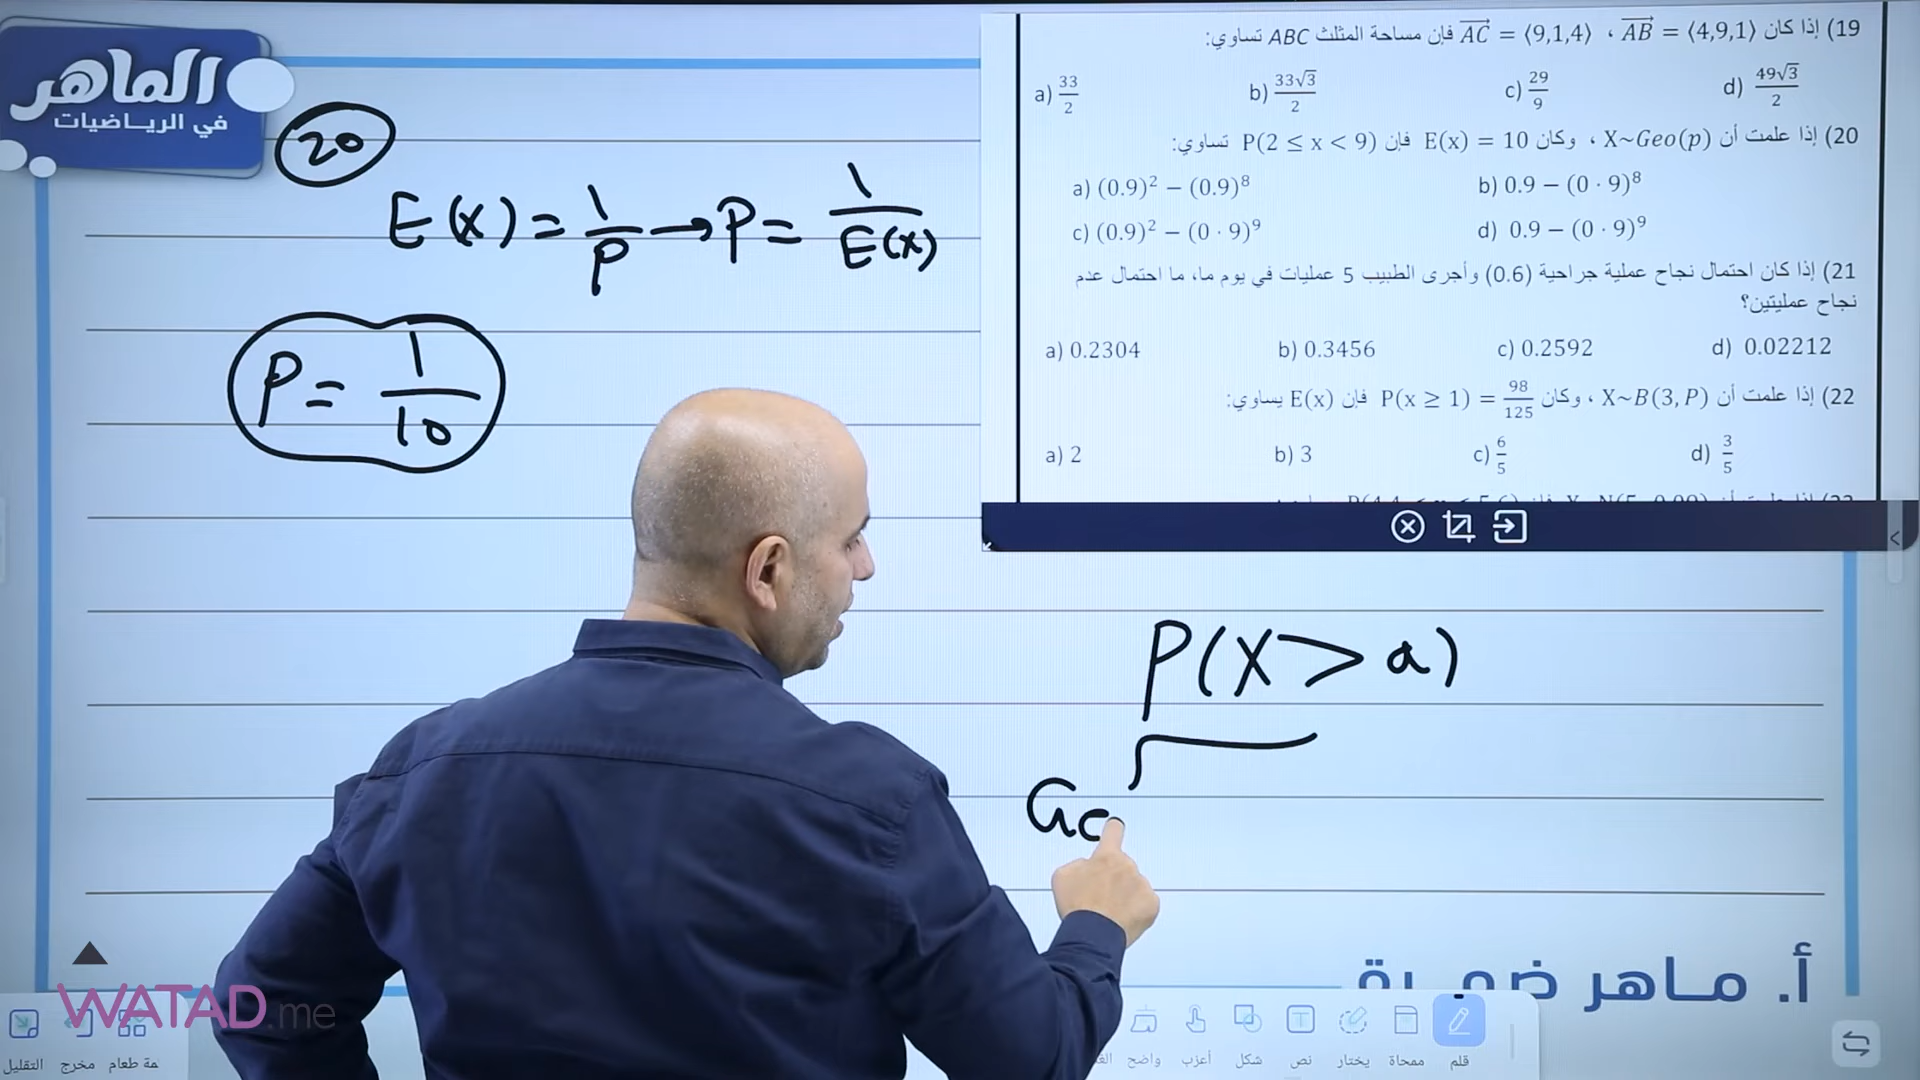 الماهر
في الرياضيات
20
E(x) = 1/P → P = 1/E(x)
P = 1/10
19) إذا كان AB = ⟨4,9,1⟩ ، AC = ⟨9,1,4⟩ فإن مساحة المثلث ABC تساوي:
a) 33/2 b) 33√3/2 c) 29/9 d) 49√3/2
20) إذا علمت أن X~Geo(p) ، وكان E(x) = 10 فإن P(2 ≤ x < 9) تساوي:
a) (0.9)² − (0.9)⁸ b) 0.9 − (0·9)⁸
c) (0.9)² − (0·9)⁹ d) 0.9 − (0·9)⁹
21) إذا كان احتمال نجاح عملية جراحية (0.6) وأجرى الطبيب 5 عمليات في يوم ما، ما احتمال عدم
نجاح عمليتين؟
a) 0.2304 b) 0.3456 c) 0.2592 d) 0.02212
22) إذا علمت أن X~B(3, P) ، وكان P(x ≥ 1) = 98/125 فإن E(x) يساوي:
a) 2 b) 3 c) 6/5 d) 3/5
P(X > a)
Ge
أ. ماهر ضمرة
WATAD.me
التقليل مخرج مة طعام واضح أعزب شكل نص يختار ممحاة قلم